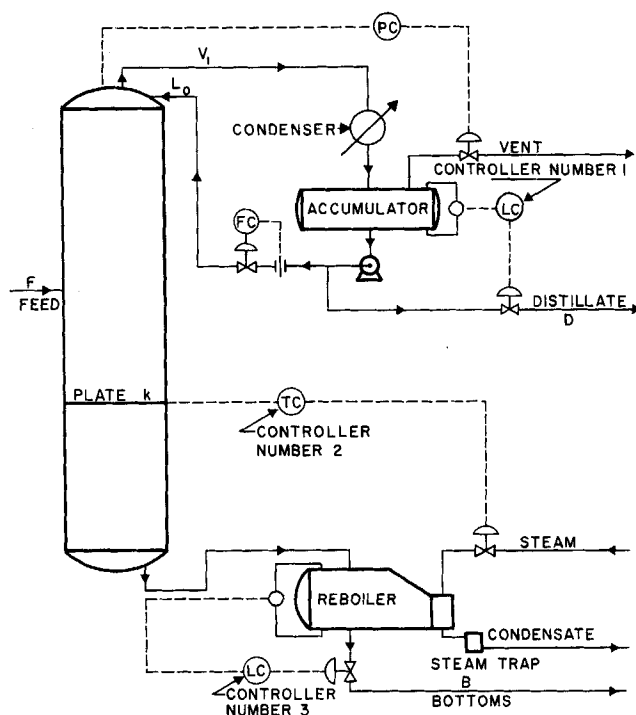 PC
V1
L0
CONDENSER
VENT
CONTROLLER NUMBER 1
ACCUMULATOR
LC
FC
F
FEED
DISTILLATE
D
PLATE k
TC
CONTROLLER
NUMBER 2
STEAM
REBOILER
CONDENSATE
STEAM TRAP
LC
B
BOTTOMS
CONTROLLER
NUMBER 3